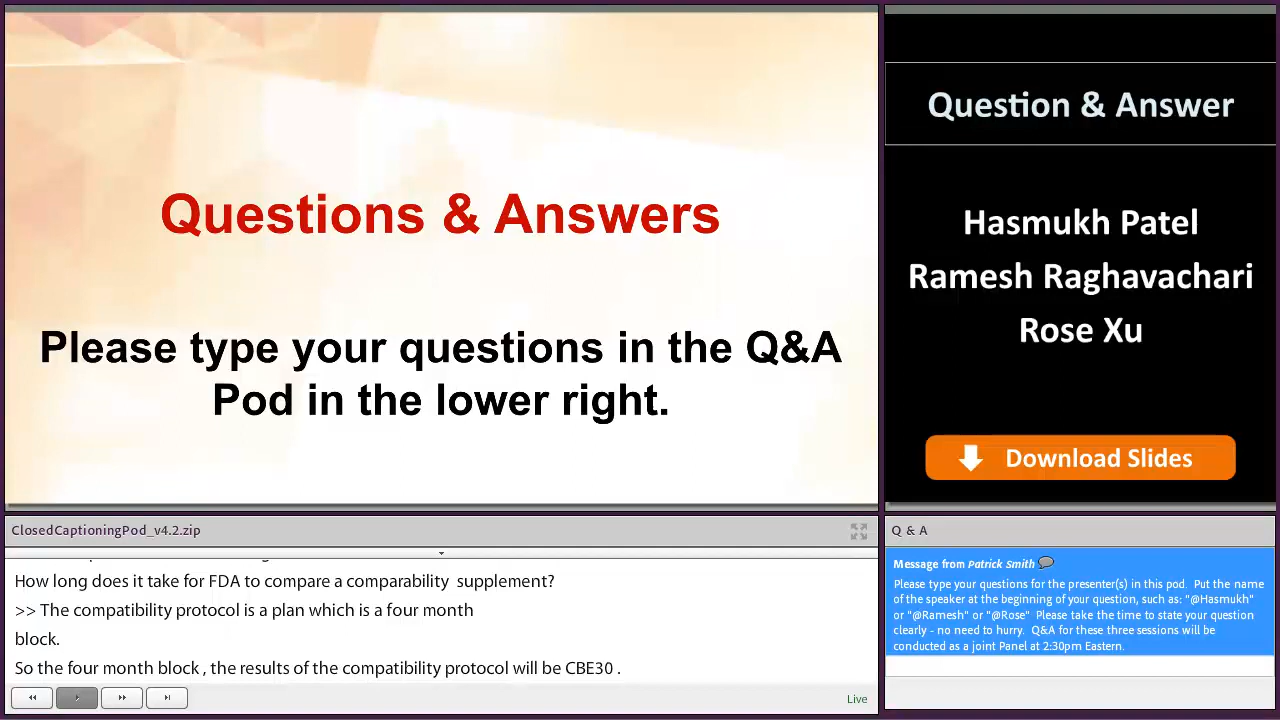 Questions & Answers
Please type your questions in the Q&A
Pod in the lower right.
Question & Answer
Hasmukh Patel
Ramesh Raghavachari
Rose Xu
Download Slides
ClosedCaptioningPod_v4.2.zip
How long does it take for FDA to compare a comparability supplement?
>> The compatibility protocol is a plan which is a four month
block.
So the four month block , the results of the compatibility protocol will be CBE30 .
Live
Q & A
Message from Patrick Smith
Please type your questions for the presenter(s) in this pod. Put the name
of the speaker at the beginning of your question, such as: "@Hasmukh"
or "@Ramesh" or "@Rose" Please take the time to state your question
clearly - no need to hurry. Q&A for these three sessions will be
conducted as a joint Panel at 2:30pm Eastern.